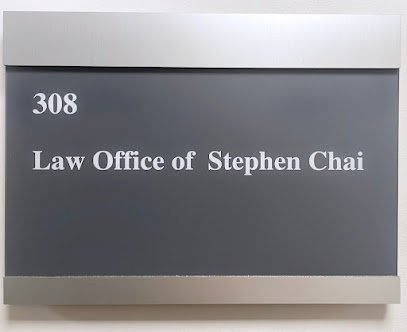 308
Law Office of  Stephen Chai